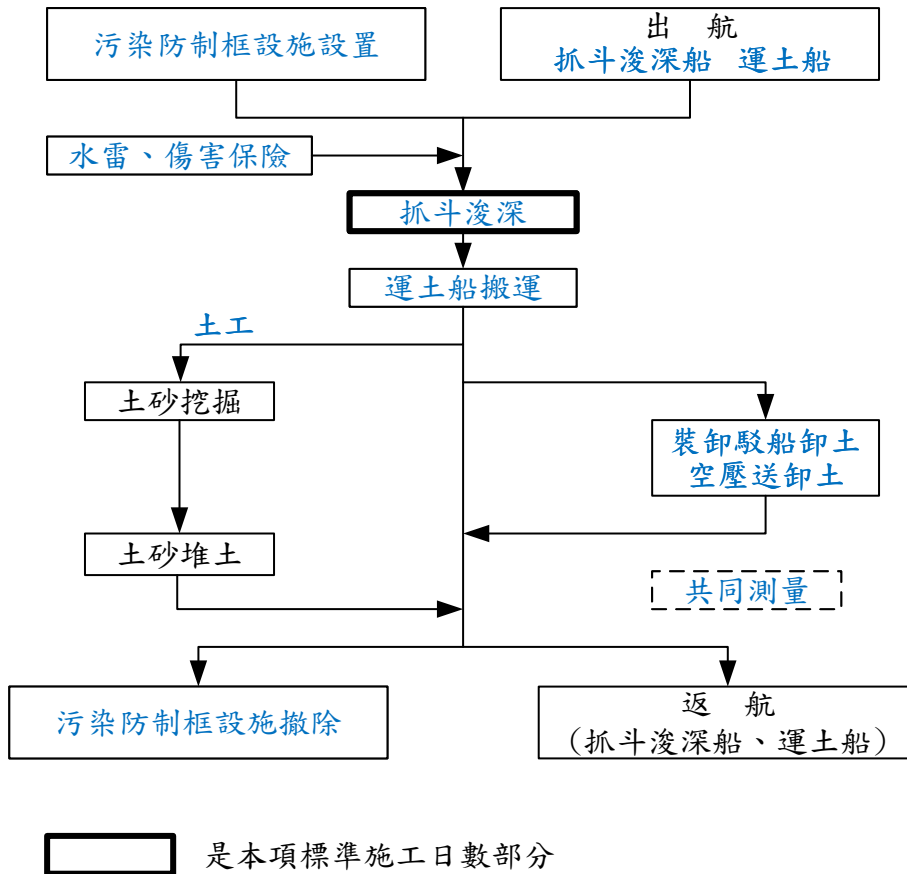 污染防制框設施設置
出 航
抓斗浚深船 運土船
水雷、傷害保險
抓斗浚深
運土船搬運
土工
土砂挖掘
裝卸駁船卸土
空壓送卸土
土砂堆土
共同測量
污染防制框設施撤除
返 航
（抓斗浚深船、運土船）
是本項標準施工日數部分